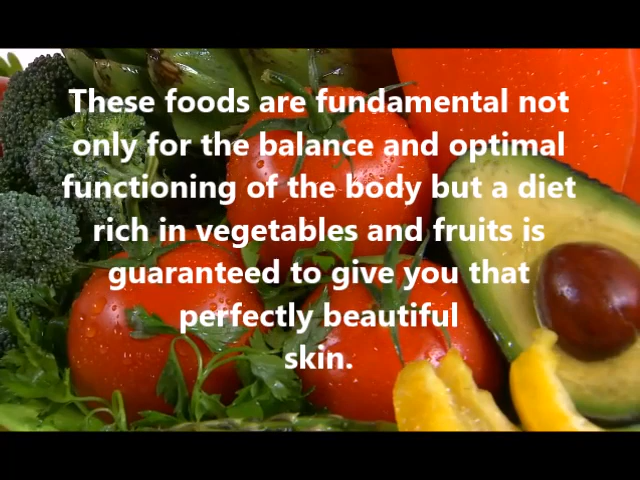 These foods are fundamental not
only for the balance and optimal
functioning of the body but a diet
rich in vegetables and fruits is
guaranteed to give you that
perfectly beautiful
skin.